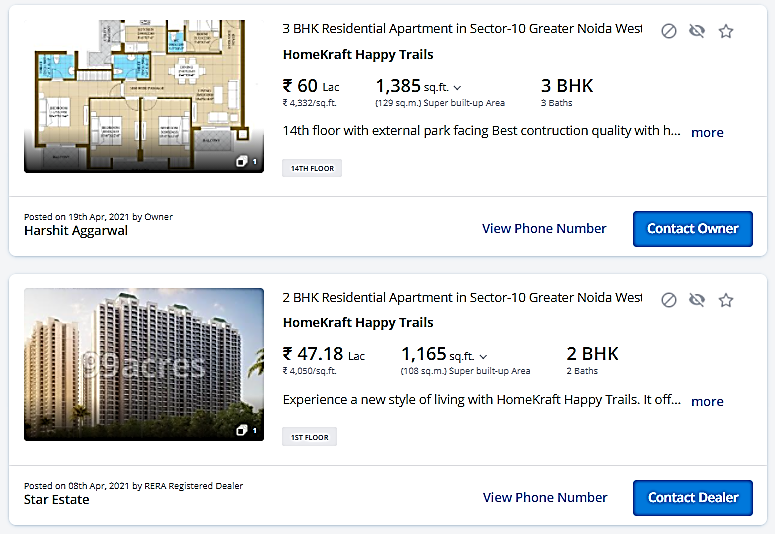 3 BHK Residential Apartment in Sector-10 Greater Noida West
HomeKraft Happy Trails
₹ 60 Lac 1,385 sq.ft. 3 BHK
₹ 4,332/sq.ft. (129 sq.m.) Super built-up Area 3 Baths
14th floor with external park facing Best contruction quality with h... more
1
14TH FLOOR
Posted on 19th Apr, 2021 by Owner
Harshit Aggarwal
View Phone Number
Contact Owner
2 BHK Residential Apartment in Sector-10 Greater Noida West
HomeKraft Happy Trails
₹ 47.18 Lac 1,165 sq.ft. 2 BHK
₹ 4,050/sq.ft. (108 sq.m.) Super built-up Area 2 Baths
99acres
Experience a new style of living with HomeKraft Happy Trails. It off... more
1
1ST FLOOR
Posted on 08th Apr, 2021 by RERA Registered Dealer
Star Estate
View Phone Number
Contact Dealer